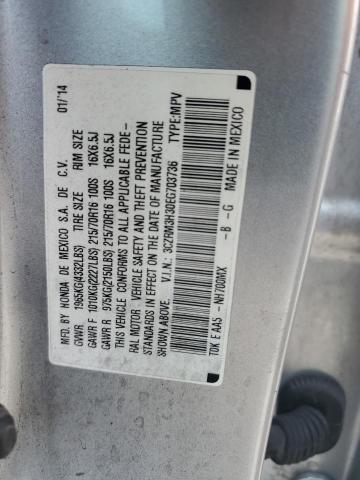 MFD. BY HONDA DE MEXICO S.A. DE C.V. 01/'14
GVWR 1965KG(4332LBS) TIRE SIZE RIM SIZE
GAWR F 1010KG(2227LBS) 215/70R16 100S 16X6.5J
GAWR R 975KG(2150LBS) 215/70R16 100S 16X6.5J
THIS VEHICLE CONFORMS TO ALL APPLICABLE FEDE-
RAL MOTOR VEHICLE SAFETY AND THEFT PREVENTION
STANDARDS IN EFFECT ON THE DATE OF MANUFACTURE
SHOWN ABOVE. V.I.N.: 3CZRM3H30EG703736 TYPE:MPV
T0K E AA5 -NH700MX -B -G MADE IN MEXICO